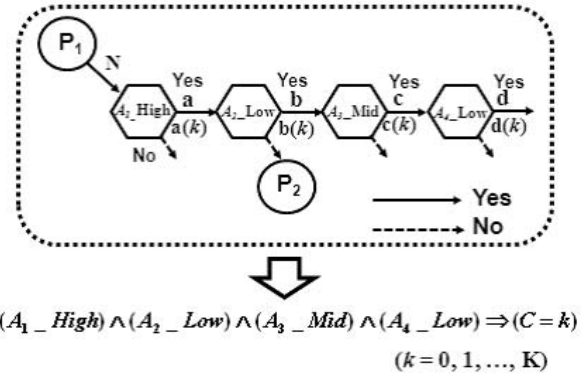 P1
N
Yes Yes Yes Yes
a b c d
A1_High A2_Low A3_Mid A4_Low
a(k) b(k) c(k) d(k)
No
P2
Yes
No
(A1 _ High) ∧ (A2 _ Low) ∧ (A3 _ Mid) ∧ (A4 _ Low) ⇒ (C = k)
(k = 0, 1, ..., K)